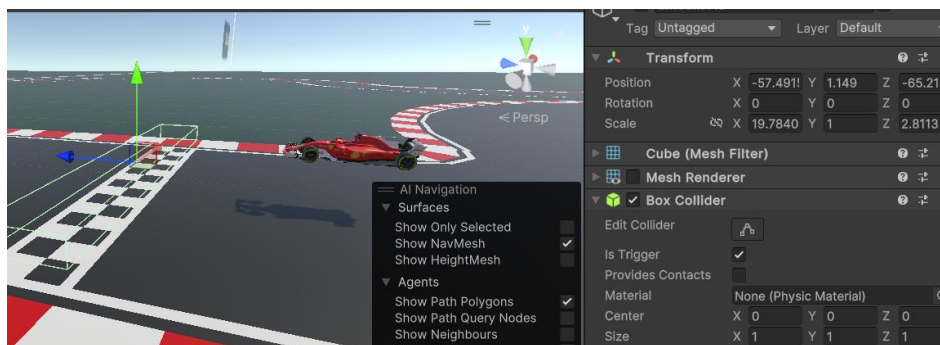 y
Persp
AI Navigation
Surfaces
Show Only Selected
Show NavMesh
Show HeightMesh
Agents
Show Path Polygons
Show Path Query Nodes
Show Neighbours
Tag Untagged Layer Default
Transform
Position X -57.491 Y 1.149 Z -65.21
Rotation X 0 Y 0 Z 0
Scale X 19.7840 Y 1 Z 2.8113
Cube (Mesh Filter)
Mesh Renderer
Box Collider
Edit Collider
Is Trigger
Provides Contacts
Material None (Physic Material)
Center X 0 Y 0 Z 0
Size X 1 Y 1 Z 1